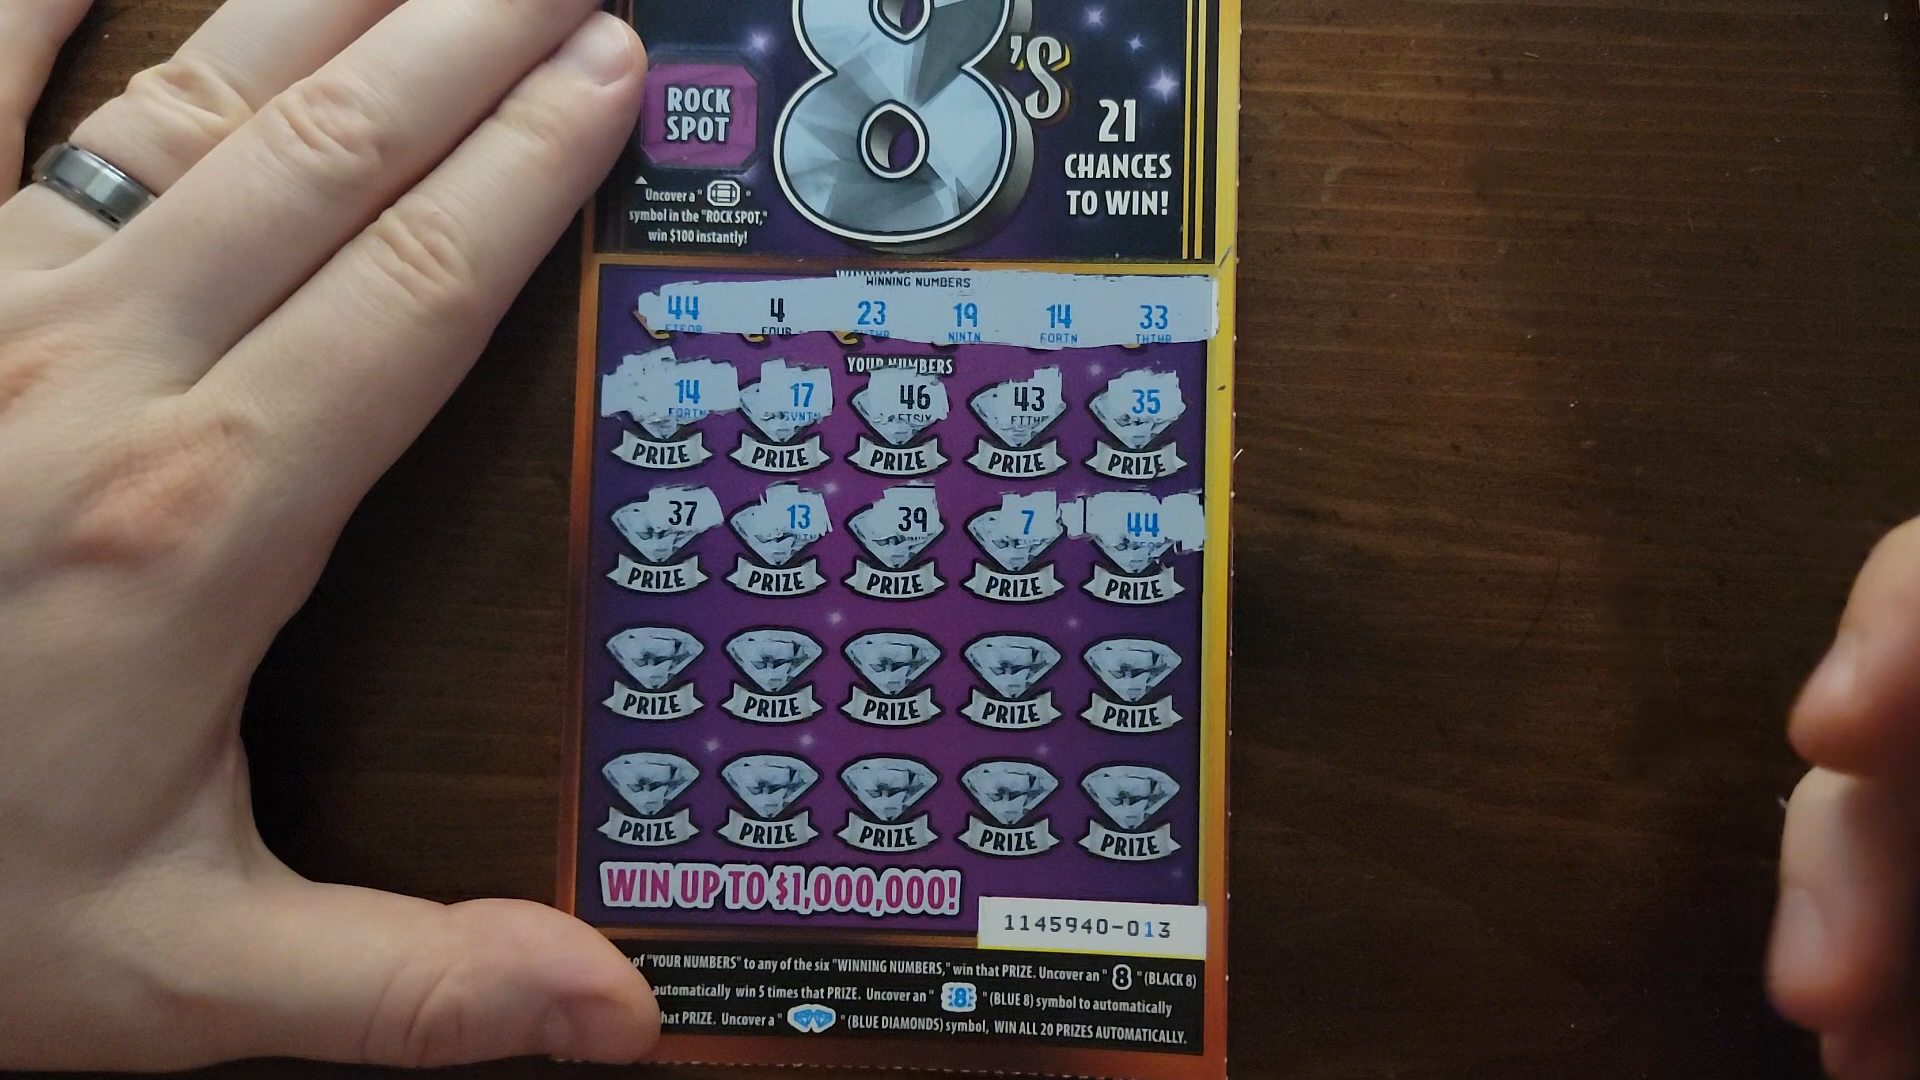 8's
ROCK
SPOT
21
CHANCES
TO WIN!
Uncover a " "
symbol in the "ROCK SPOT,"
win $100 instantly!
WINNING NUMBERS
44 4 23 19 14 33
FOUR NINTN FORTN THTHR
YOUR NUMBERS
14 17 46 43 35
FORTN
PRIZE PRIZE PRIZE PRIZE PRIZE
37 13 39 7 44
PRIZE PRIZE PRIZE PRIZE PRIZE
PRIZE PRIZE PRIZE PRIZE PRIZE
PRIZE PRIZE PRIZE PRIZE PRIZE
WIN UP TO $1,000,000!
1145940-013
of "YOUR NUMBERS" to any of the six "WINNING NUMBERS," win that PRIZE. Uncover an " 8 " (BLACK 8)
automatically win 5 times that PRIZE. Uncover an " 8 " (BLUE 8) symbol to automatically
that PRIZE. Uncover a " " (BLUE DIAMONDS) symbol, WIN ALL 20 PRIZES AUTOMATICALLY.